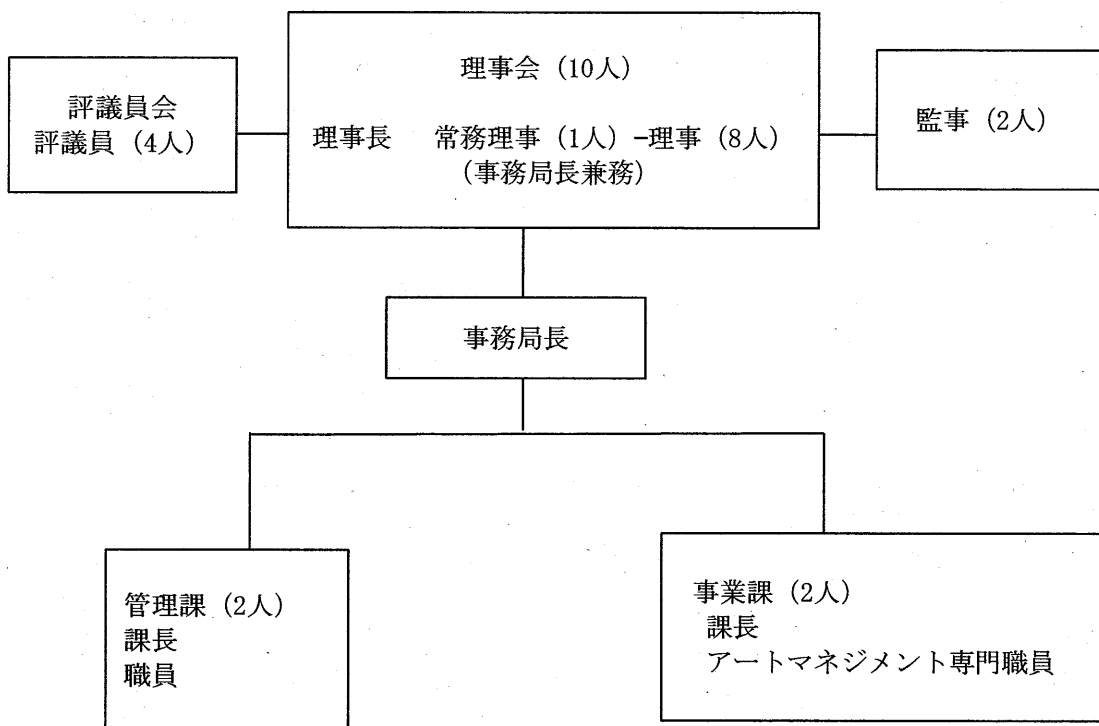 理事会 (10人)
評議員会
評議員 (4人)
理事長 常務理事 (1人) -理事 (8人)
(事務局長兼務)
監事 (2人)
事務局長
管理課 (2人)
課長
職員
事業課 (2人)
課長
アートマネジメント専門職員